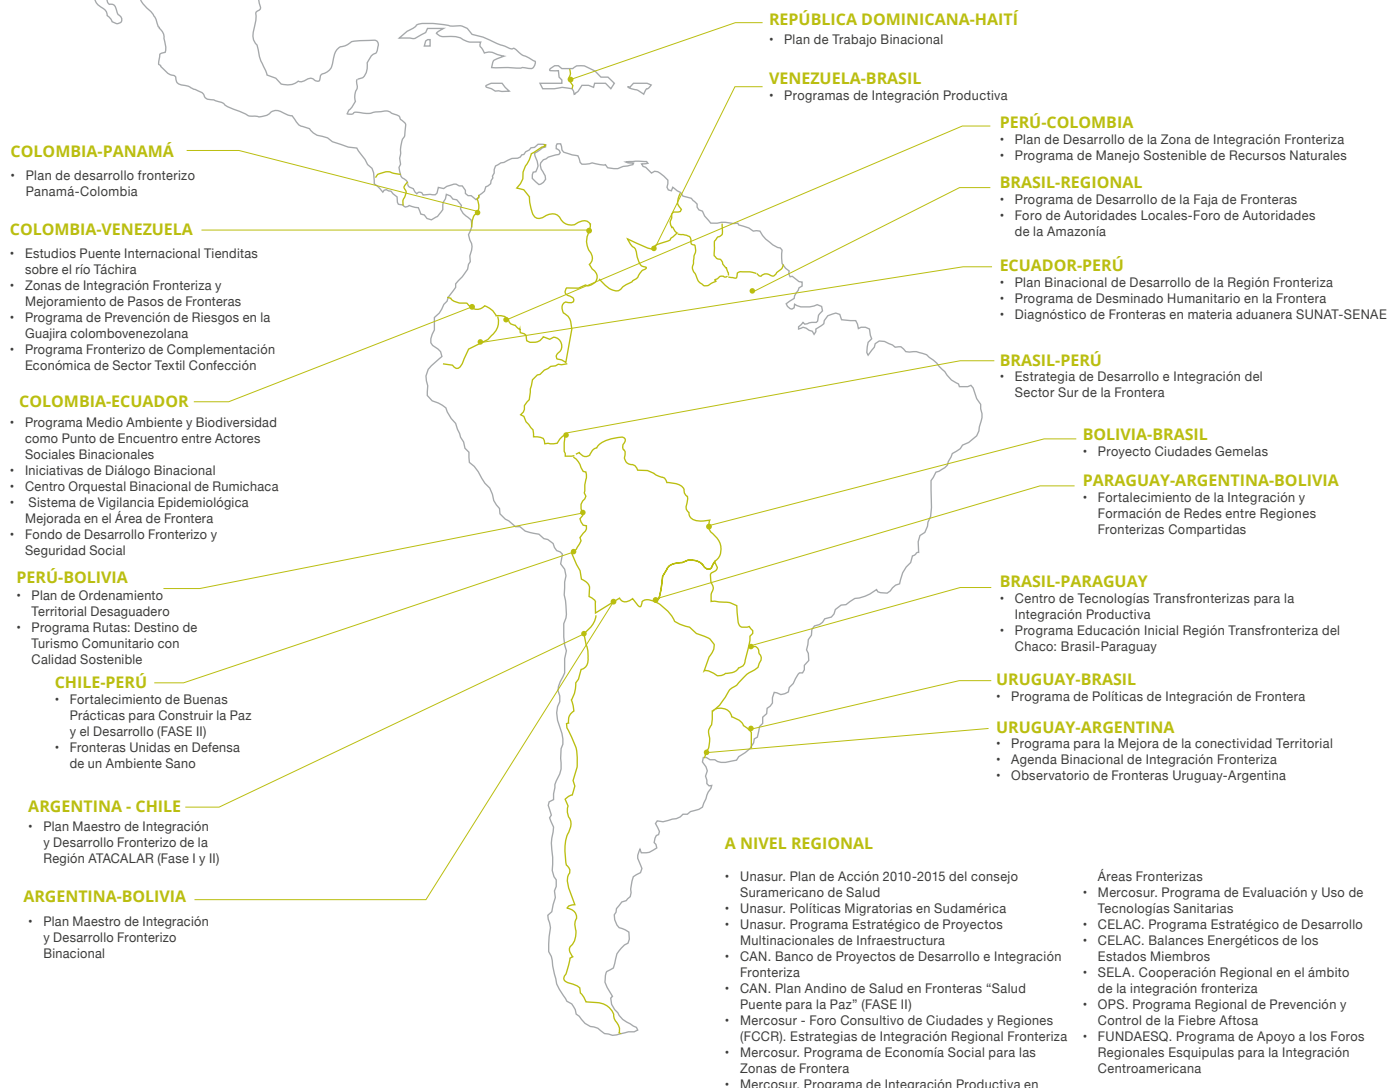 REPÚBLICA DOMINICANA-HAITÍ
• Plan de Trabajo Binacional
VENEZUELA-BRASIL
• Programas de Integración Productiva
PERÚ-COLOMBIA
• Plan de Desarrollo de la Zona de Integración Fronteriza
• Programa de Manejo Sostenible de Recursos Naturales
BRASIL-REGIONAL
• Programa de Desarrollo de la Faja de Fronteras
• Foro de Autoridades Locales-Foro de Autoridades
de la Amazonía
ECUADOR-PERÚ
• Plan Binacional de Desarrollo de la Región Fronteriza
• Programa de Desminado Humanitario en la Frontera
• Diagnóstico de Fronteras en materia aduanera SUNAT-SENAE
BRASIL-PERÚ
• Estrategia de Desarrollo e Integración del
Sector Sur de la Frontera
BOLIVIA-BRASIL
• Proyecto Ciudades Gemelas
PARAGUAY-ARGENTINA-BOLIVIA
• Fortalecimiento de la Integración y
Formación de Redes entre Regiones
Fronterizas Compartidas
BRASIL-PARAGUAY
• Centro de Tecnologías Transfronterizas para la
Integración Productiva
• Programa Educación Inicial Región Transfronteriza del
Chaco: Brasil-Paraguay
URUGUAY-BRASIL
• Programa de Políticas de Integración de Frontera
URUGUAY-ARGENTINA
• Programa para la Mejora de la conectividad Territorial
• Agenda Binacional de Integración Fronteriza
• Observatorio de Fronteras Uruguay-Argentina
COLOMBIA-PANAMÁ
• Plan de desarrollo fronterizo
Panamá-Colombia
COLOMBIA-VENEZUELA
• Estudios Puente Internacional Tienditas
sobre el río Táchira
• Zonas de Integración Fronteriza y
Mejoramiento de Pasos de Fronteras
• Programa de Prevención de Riesgos en la
Guajira colombovenezolana
• Programa Fronterizo de Complementación
Económica de Sector Textil Confección
COLOMBIA-ECUADOR
• Programa Medio Ambiente y Biodiversidad
como Punto de Encuentro entre Actores
Sociales Binacionales
• Iniciativas de Diálogo Binacional
• Centro Orquestal Binacional de Rumichaca
• Sistema de Vigilancia Epidemiológica
Mejorada en el Área de Frontera
• Fondo de Desarrollo Fronterizo y
Seguridad Social
PERÚ-BOLIVIA
• Plan de Ordenamiento
Territorial Desaguadero
• Programa Rutas: Destino de
Turismo Comunitario con
Calidad Sostenible
CHILE-PERÚ
• Fortalecimiento de Buenas
Prácticas para Construir la Paz
y el Desarrollo (FASE II)
• Fronteras Unidas en Defensa
de un Ambiente Sano
ARGENTINA - CHILE
• Plan Maestro de Integración
y Desarrollo Fronterizo de la
Región ATACALAR (Fase I y II)
ARGENTINA-BOLIVIA
• Plan Maestro de Integración
y Desarrollo Fronterizo
Binacional
A NIVEL REGIONAL
• Unasur. Plan de Acción 2010-2015 del consejo
Suramericano de Salud
• Unasur. Políticas Migratorias en Sudamérica
• Unasur. Programa Estratégico de Proyectos
Multinacionales de Infraestructura
• CAN. Banco de Proyectos de Desarrollo e Integración
Fronteriza
• CAN. Plan Andino de Salud en Fronteras “Salud
Puente para la Paz” (FASE II)
• Mercosur - Foro Consultivo de Ciudades y Regiones
(FCCR). Estrategias de Integración Regional Fronteriza
• Mercosur. Programa de Economía Social para las
Zonas de Frontera
• Mercosur. Programa de Integración Productiva en
Áreas Fronterizas
• Mercosur. Programa de Evaluación y Uso de
Tecnologías Sanitarias
• CELAC. Programa Estratégico de Desarrollo
• CELAC. Balances Energéticos de los
Estados Miembros
• SELA. Cooperación Regional en el ámbito
de la integración fronteriza
• OPS. Programa Regional de Prevención y
Control de la Fiebre Aftosa
• FUNDAESQ. Programa de Apoyo a los Foros
Regionales Esquipulas para la Integración
Centroamericana